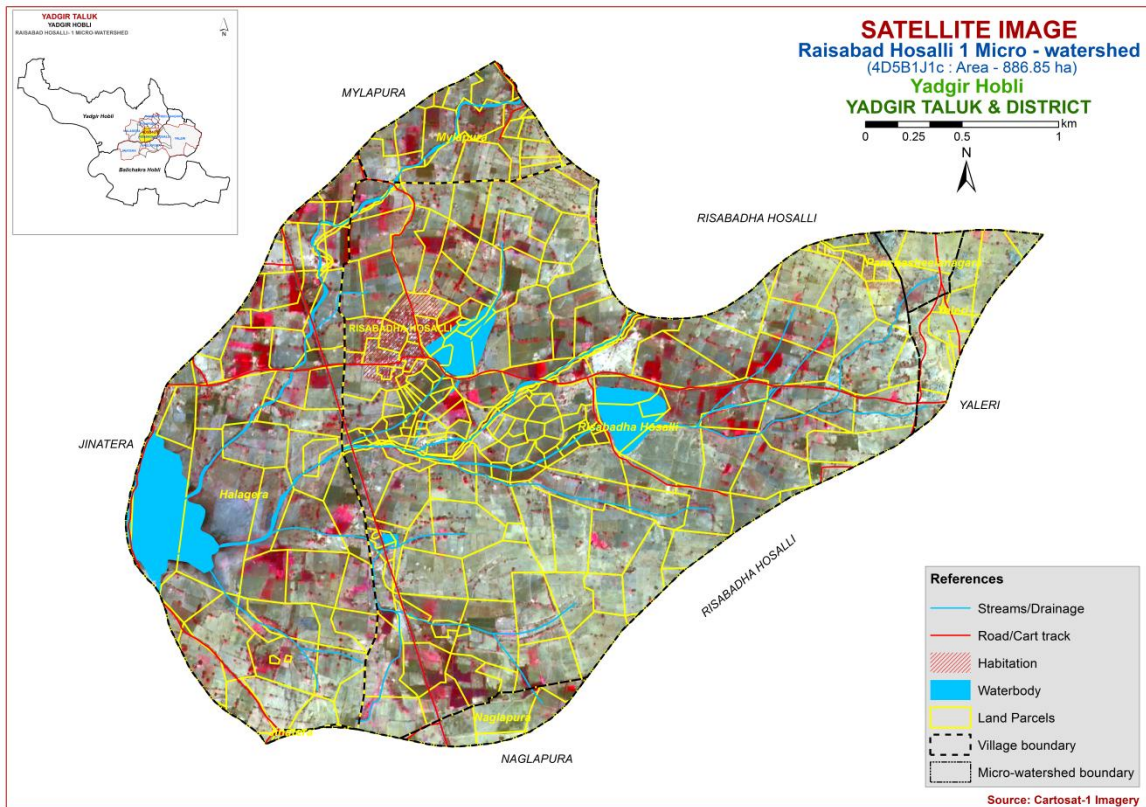 YADGIR TALUK
YADGIR HOBLI
RAISABAD HOSALLI- 1 MICRO-WATERSHED
N
Yadgir Hobli
Balichakra Hobli
SATELLITE IMAGE
Raisabad Hosalli 1 Micro - watershed
(4D5B1J1c : Area - 886.85 ha)
Yadgir Hobli
YADGIR TALUK & DISTRICT
km
0 0.25 0.5 1
N
MYLAPURA
Mylapura
RISABADHA HOSALLI
RISABADHA HOSALLI
Risabadha Hosalli
YALERI
JINATERA
Halagera
RISABADHA HOSALLI
Naglapura
NAGLAPURA
References
Streams/Drainage
Road/Cart track
Habitation
Waterbody
Land Parcels
Village boundary
Micro-watershed boundary
Source: Cartosat-1 Imagery